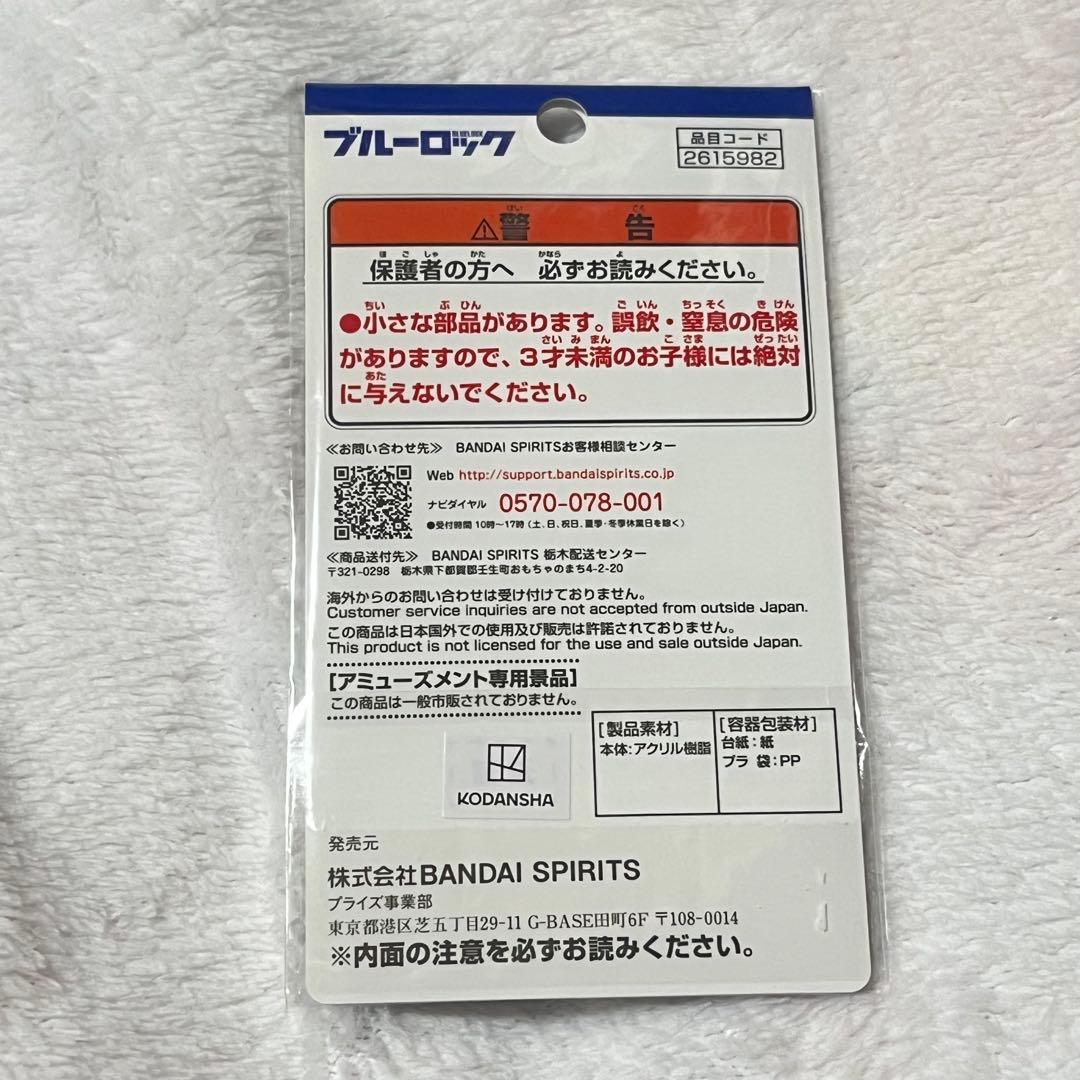 ブルーロック
品目コード
2615982
⚠警告
保護者の方へ 必ずお読みください。
●小さな部品があります。誤飲・窒息の危険
がありますので、3才未満のお子様には絶対
に与えないでください。
≪お問い合わせ先≫ BANDAI SPIRITSお客様相談センター
Web http://support.bandaispirits.co.jp
ナビダイヤル 0570-078-001
●受付時間 10時〜17時 (土、日、祝日、夏季・冬季休業日を除く)
≪商品送付先≫ BANDAI SPIRITS 栃木配送センター
〒321-0298 栃木県下都賀郡壬生町おもちゃのまち4-2-20
海外からのお問い合わせは受け付けておりません。
Customer service inquiries are not accepted from outside Japan.
この商品は日本国外での使用及び販売は許諾されておりません。
This product is not licensed for the use and sale outside Japan.
[アミューズメント専用景品]
この商品は一般市販されておりません。
[製品素材]
本体:アクリル樹脂
[容器包装材]
台紙:紙
プラ 袋:PP
KODANSHA
発売元
株式会社BANDAI SPIRITS
プライズ事業部
東京都港区芝五丁目29-11 G-BASE田町6F 〒108-0014
※内面の注意を必ずお読みください。